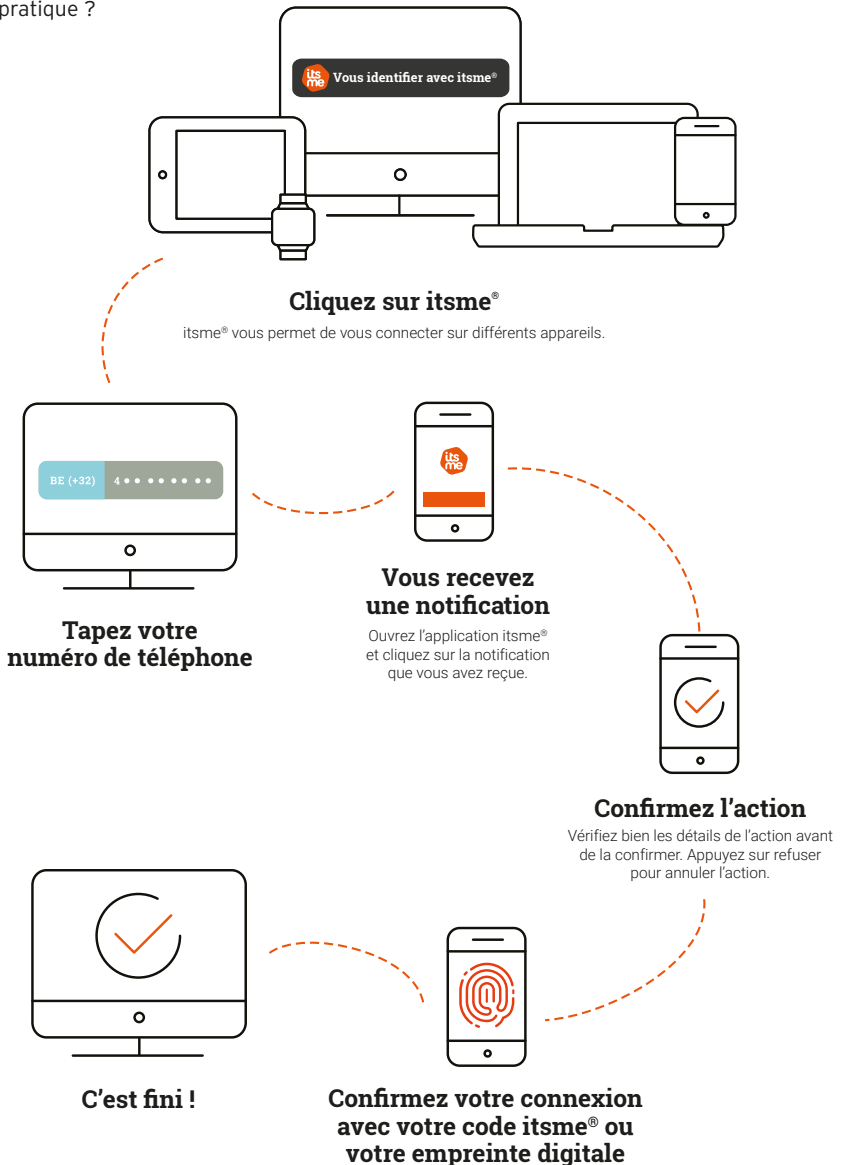 pratique ?
its
me
Vous identifier avec itsme®
Cliquez sur itsme®
itsme® vous permet de vous connecter sur différents appareils.
BE (+32) 4 • • • • • • • •
its
me
Vous recevez
une notification
Ouvrez l'application itsme®
et cliquez sur la notification
que vous avez reçue.
Tapez votre
numéro de téléphone
Confirmez l'action
Vérifiez bien les détails de l'action avant
de la confirmer. Appuyez sur refuser
pour annuler l'action.
C'est fini !
Confirmez votre connexion
avec votre code itsme® ou
votre empreinte digitale